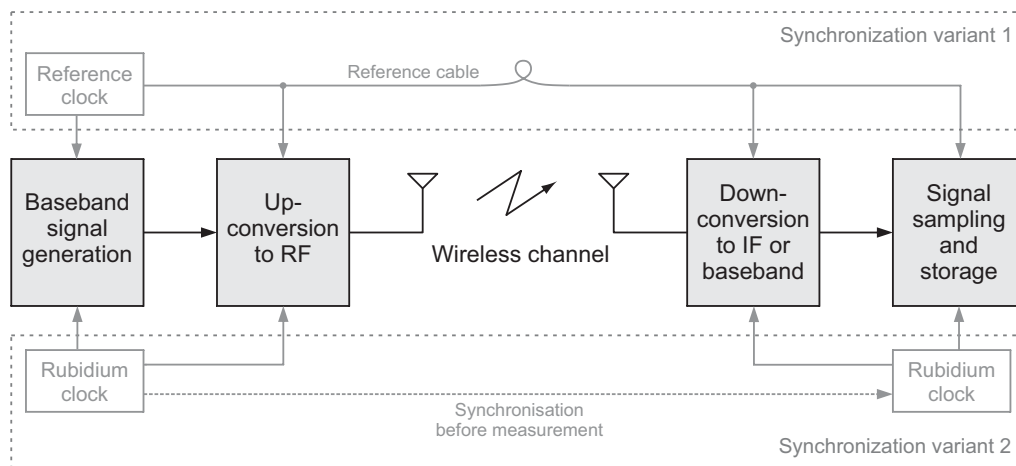 Synchronization variant 1
Reference
clock
Reference cable
Baseband
signal
generation
Up-
conversion
to RF
Wireless channel
Down-
conversion
to IF or
baseband
Signal
sampling
and
storage
Rubidium
clock
Synchronisation
before measurement
Rubidium
clock
Synchronization variant 2